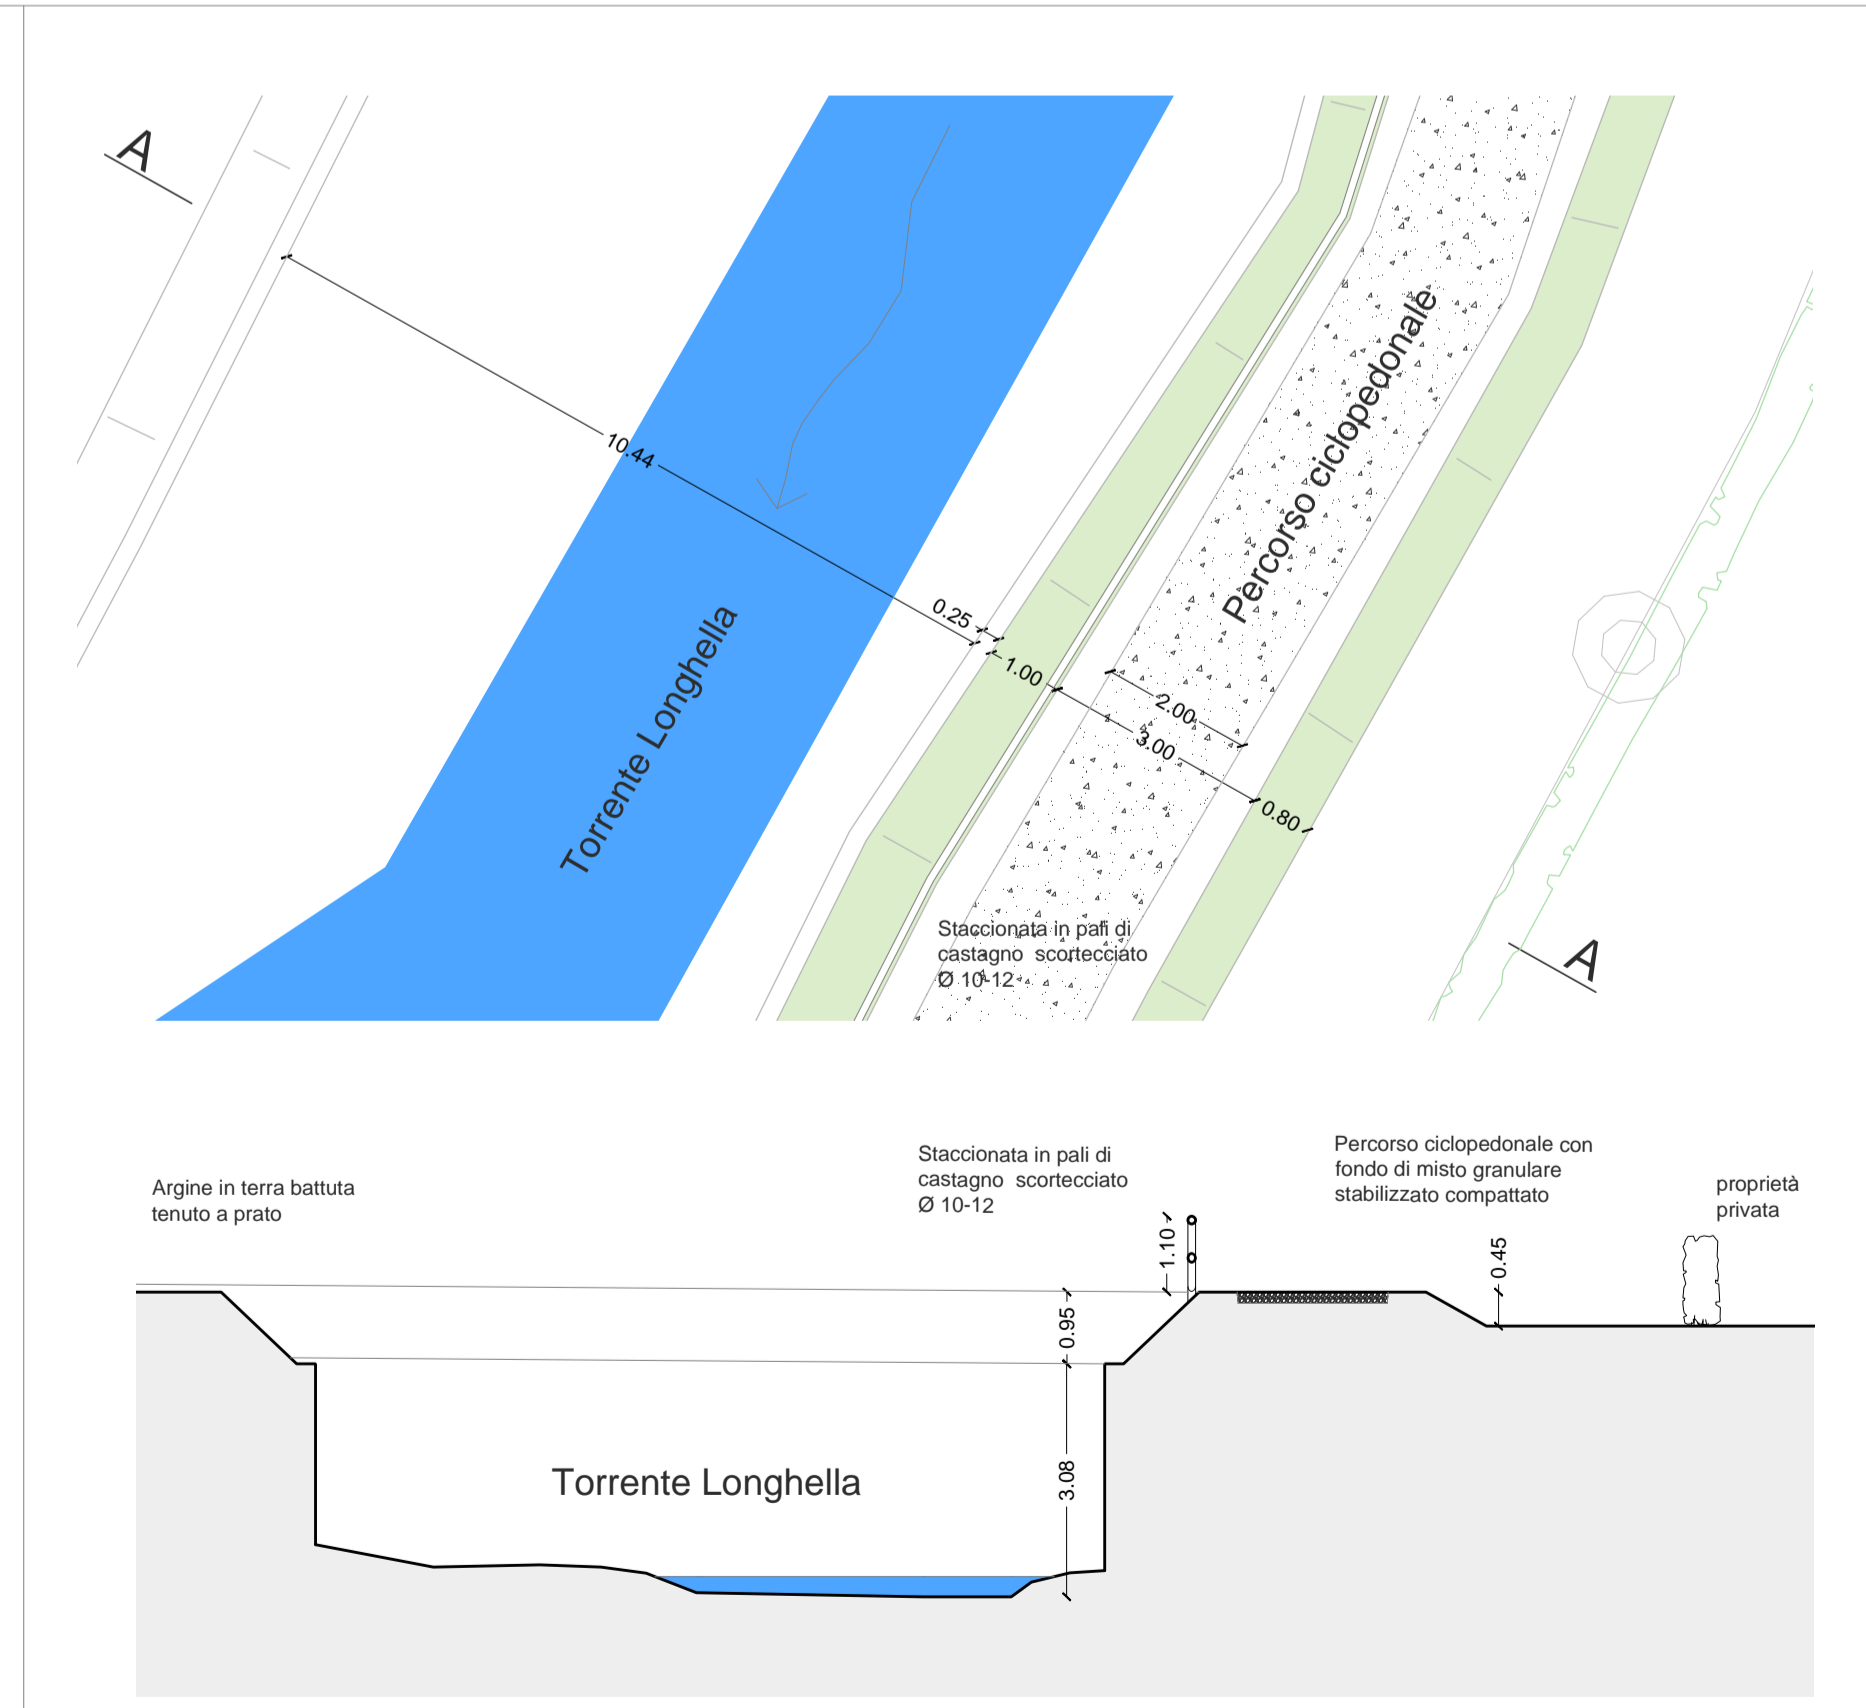 A
10.44
Torrente Longhella
0.25
1.00
Percorso ciclopedonale
2.00
3.00
0.80
Staccionata in pali di
castagno scortecciato
Ø 10-12
A
Argine in terra battuta
tenuto a prato
Staccionata in pali di
castagno scortecciato
Ø 10-12
Percorso ciclopedonale con
fondo di misto granulare
stabilizzato compattato
proprietà
privata
1.10
0.45
0.95
3.08
Torrente Longhella